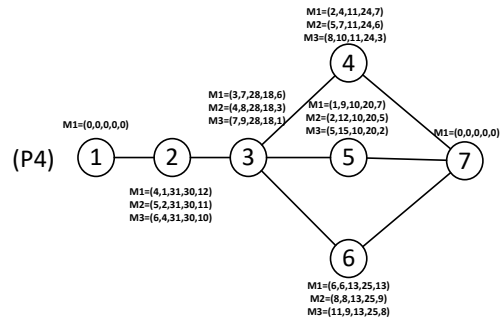 M1=(2,4,11,24,7)
M2=(5,7,11,24,6)
M3=(8,10,11,24,3)
4
M1=(3,7,28,18,6)
M2=(4,8,28,18,3)
M3=(7,9,28,18,1)
M1=(1,9,10,20,7)
M2=(2,12,10,20,5)
M3=(5,15,10,20,2)
M1=(0,0,0,0,0)
M1=(0,0,0,0,0)
(P4)
1
2
3
5
7
M1=(4,1,31,30,12)
M2=(5,2,31,30,11)
M3=(6,4,31,30,10)
6
M1=(6,6,13,25,13)
M2=(8,8,13,25,9)
M3=(11,9,13,25,8)